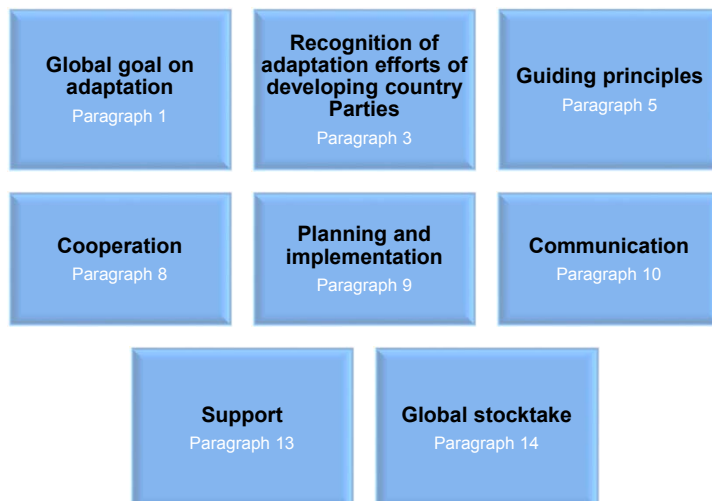 Global goal on
adaptation
Paragraph 1
Recognition of
adaptation efforts of
developing country
Parties
Paragraph 3
Guiding principles
Paragraph 5
Cooperation
Paragraph 8
Planning and
implementation
Paragraph 9
Communication
Paragraph 10
Support
Paragraph 13
Global stocktake
Paragraph 14